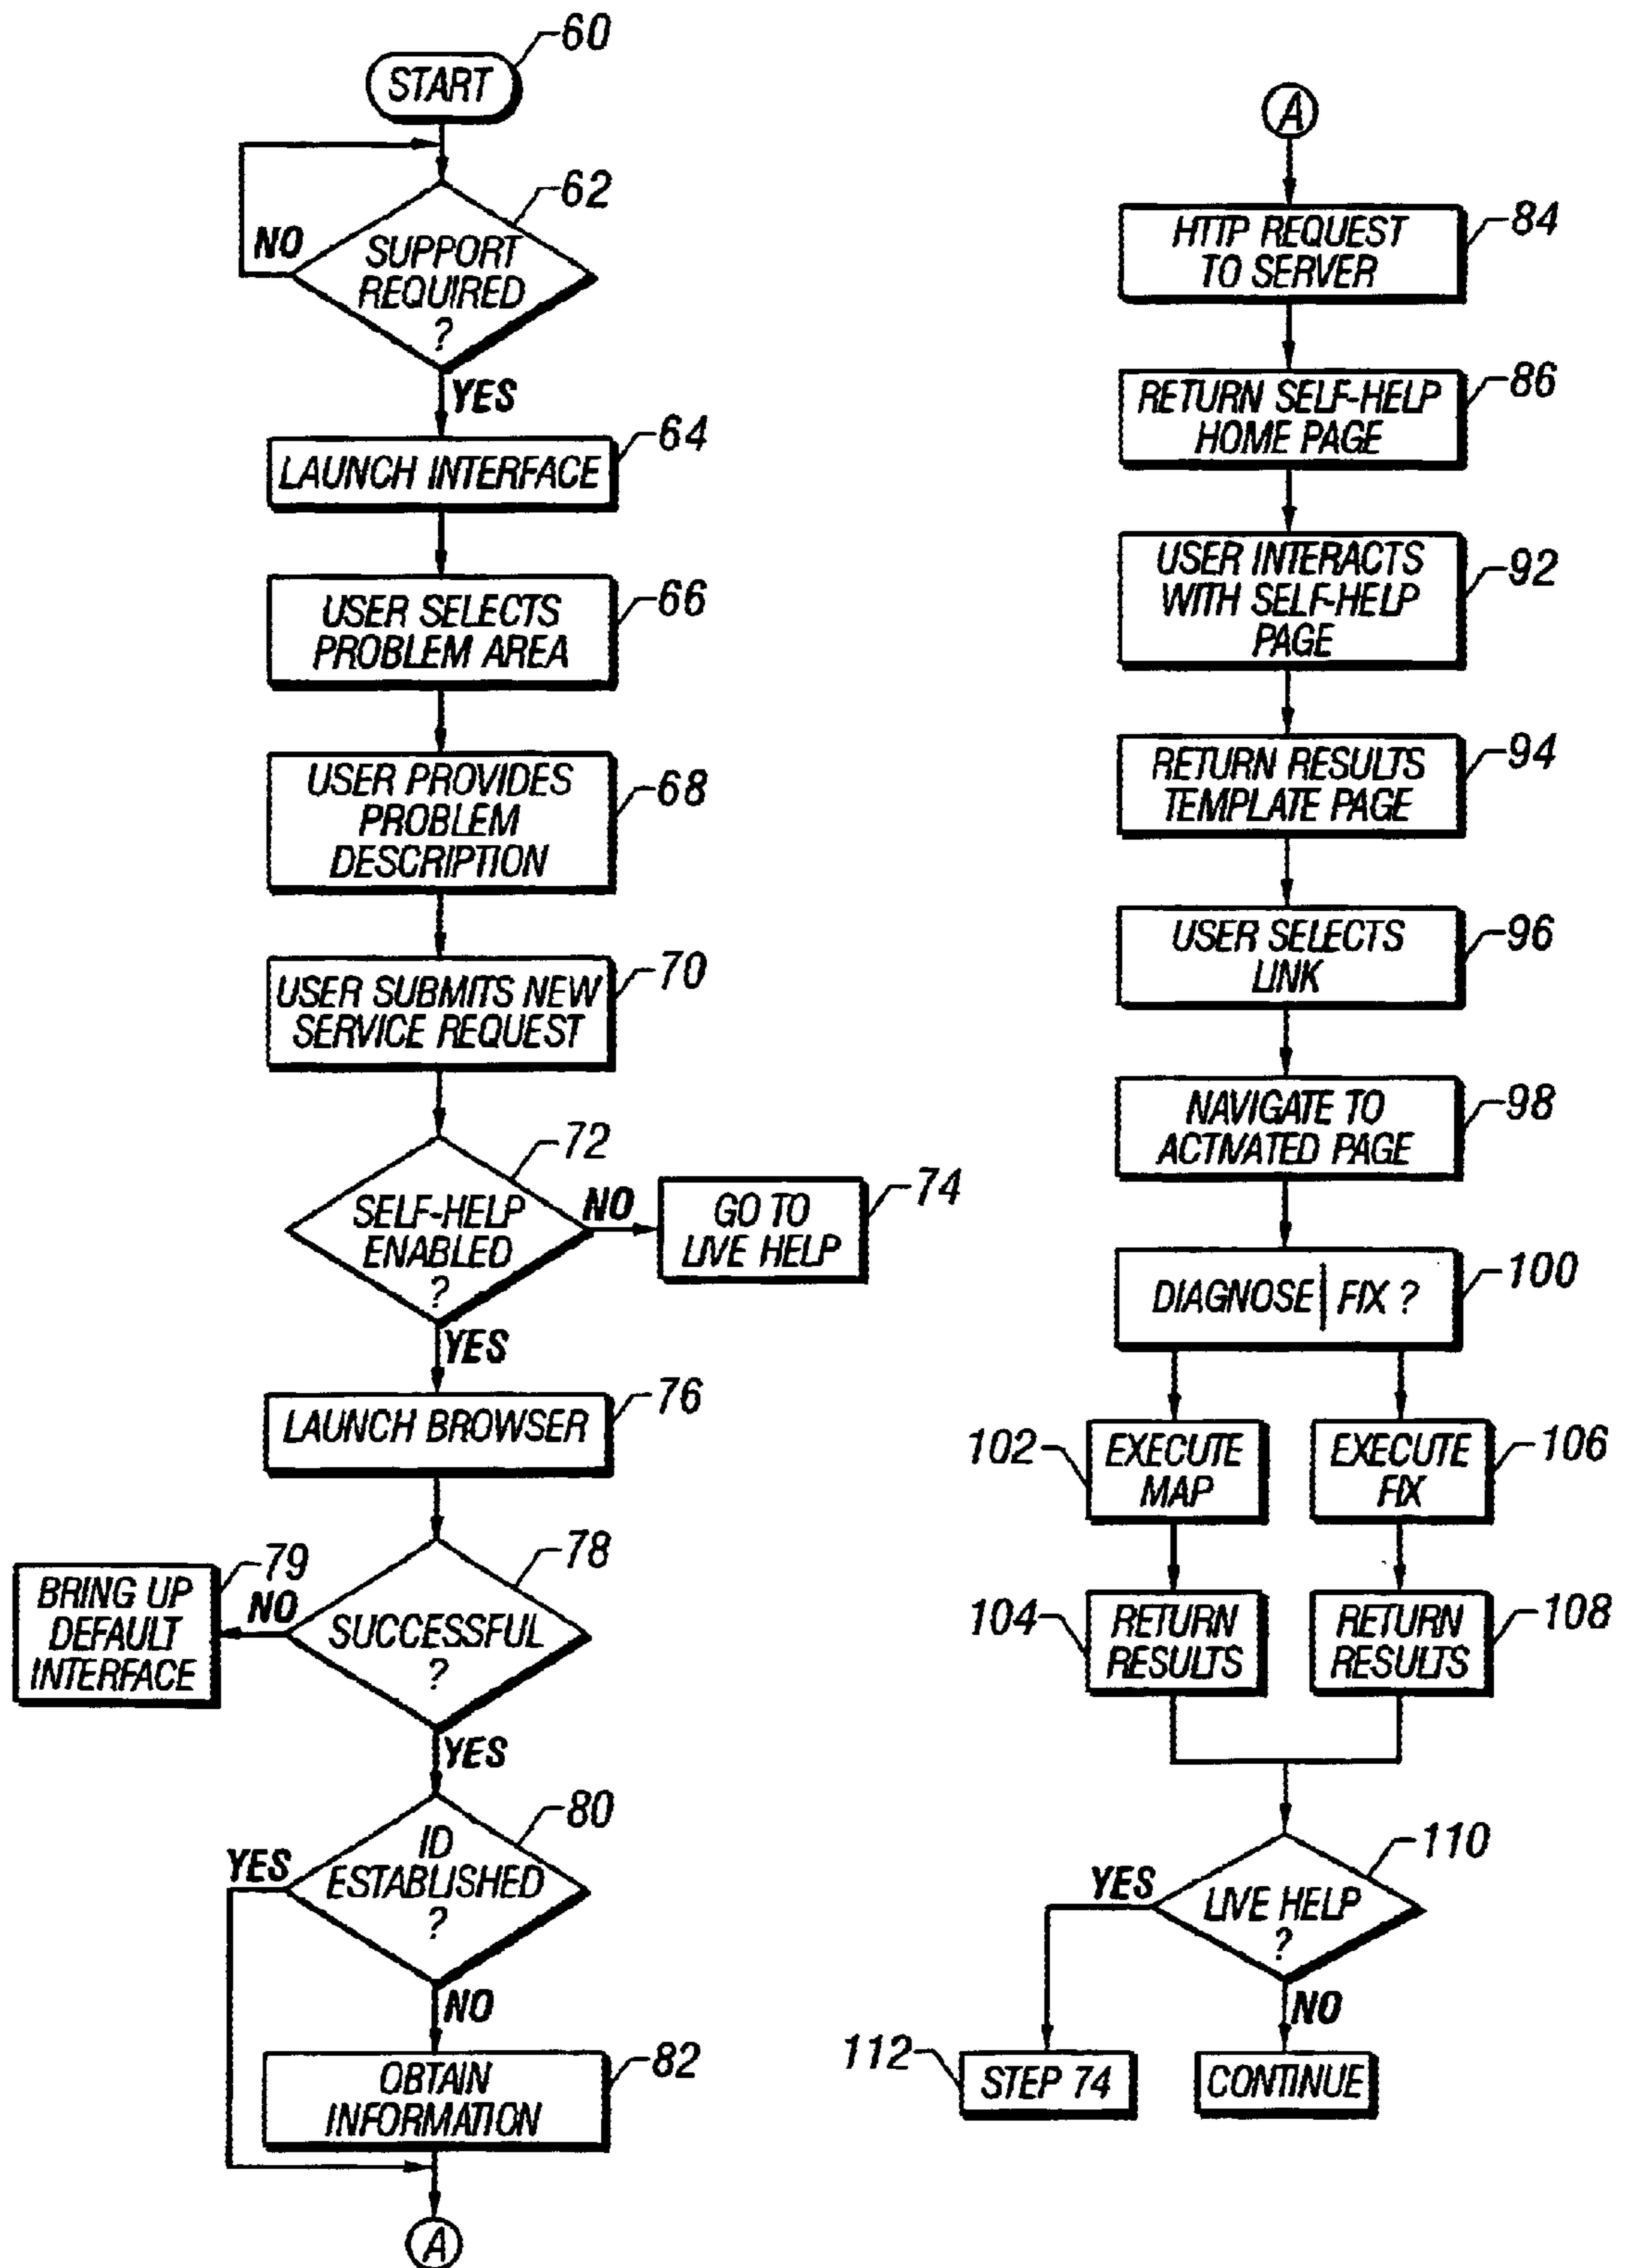 60
START
62
NO
SUPPORT
REQUIRED
?
YES
64
LAUNCH INTERFACE
66
USER SELECTS
PROBLEM AREA
68
USER PROVIDES
PROBLEM
DESCRIPTION
70
USER SUBMITS NEW
SERVICE REQUEST
72
SELF-HELP
ENABLED
?
NO
74
GO TO
LIVE HELP
YES
76
LAUNCH BROWSER
78
SUCCESSFUL
?
NO
79
BRING UP
DEFAULT
INTERFACE
YES
80
ID
ESTABLISHED
?
YES
NO
82
OBTAIN
INFORMATION
A
A
84
HTTP REQUEST
TO SERVER
86
RETURN SELF-HELP
HOME PAGE
92
USER INTERACTS
WITH SELF-HELP
PAGE
94
RETURN RESULTS
TEMPLATE PAGE
96
USER SELECTS
LINK
98
NAVIGATE TO
ACTIVATED PAGE
100
DIAGNOSE | FIX ?
102
EXECUTE
MAP
106
EXECUTE
FIX
104
RETURN
RESULTS
108
RETURN
RESULTS
110
LIVE HELP
?
YES
NO
112
STEP 74
CONTINUE